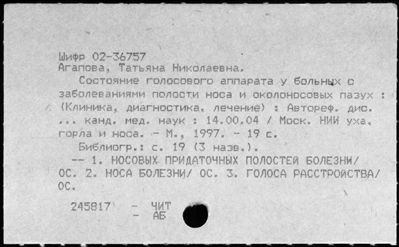 Шифр 02-36757
Агапова, Татьяна Николаевна.
Состояние голосового аппарата у больных с
заболеваниями полости носа и околоносовых пазух :
(Клиника, диагностика, лечение) : Автореф. дис.
... канд. мед. наук : 14.00.04 / Моск. НИИ уха,
горла и носа. - М., 1997. - 19 с.
Библиогр.: с. 19 (3 назв.).
-- 1. НОСОВЫХ ПРИДАТОЧНЫХ ПОЛОСТЕЙ БОЛЕЗНИ/
ОС. 2. НОСА БОЛЕЗНИ/ ОС. 3. ГОЛОСА РАССТРОЙСТВА/
ОС.
245817 - ЧИТ
- АБ